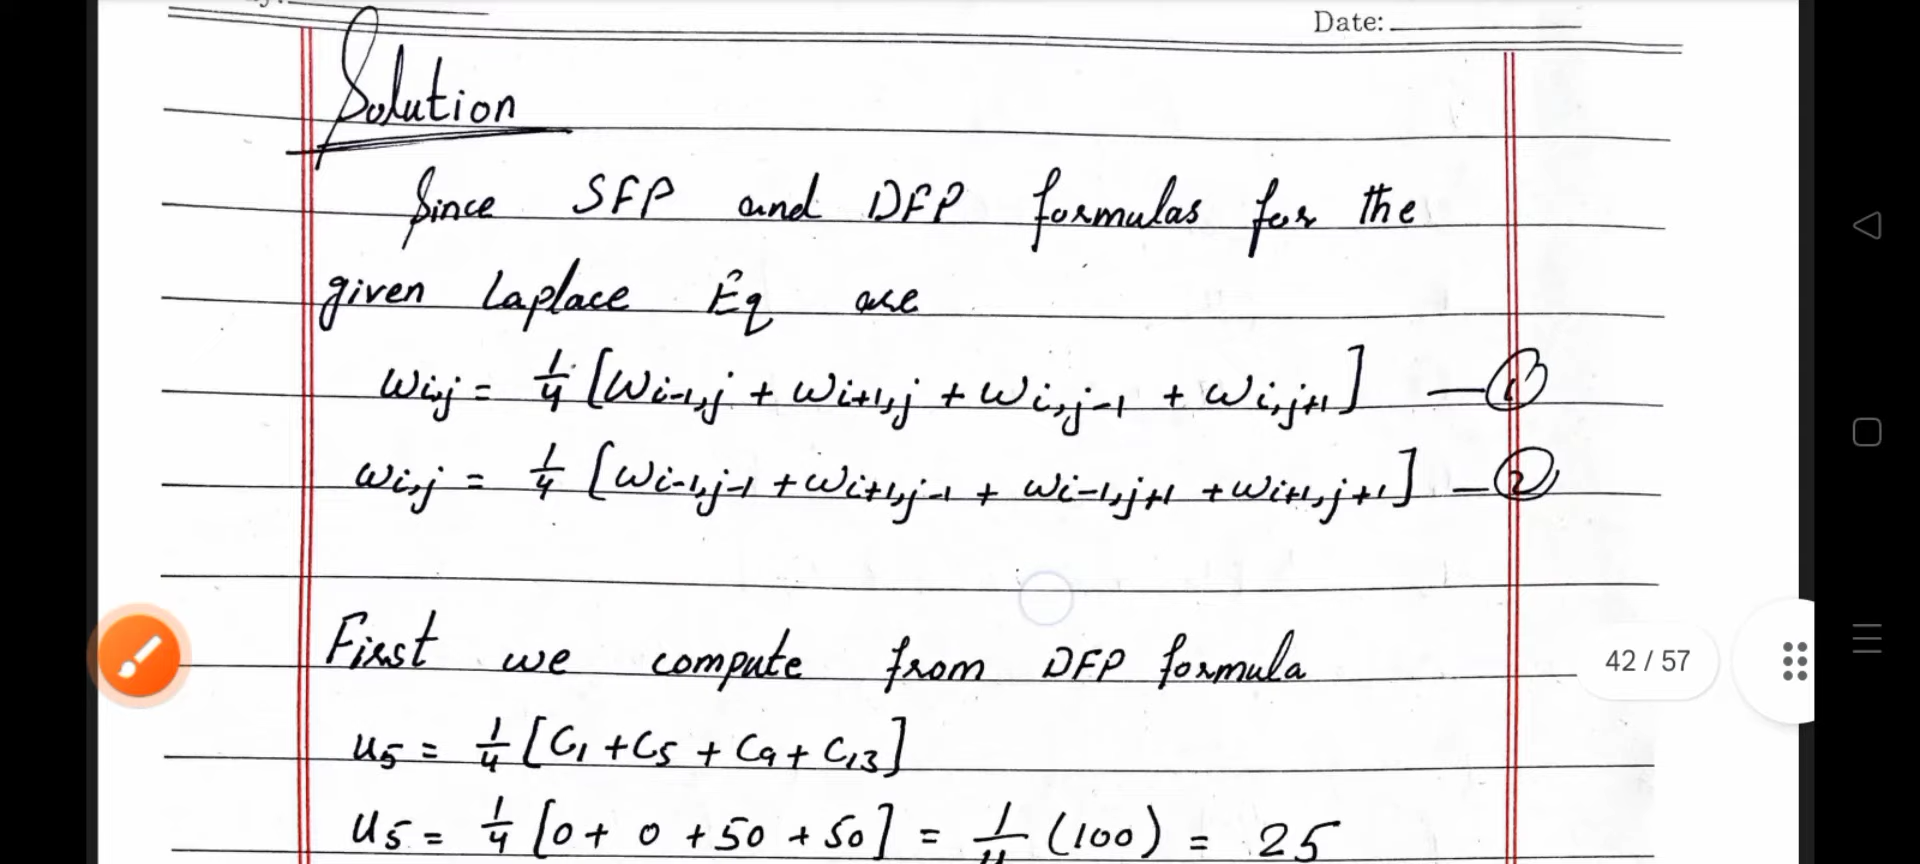 Date:
Solution
Since SFP and DFP formulas for the
given Laplace Eq are
wi,j = 1/4 [wi-1,j + wi+1,j + wi,j-1 + wi,j+1] — ①
wi,j = 1/4 [wi-1,j-1 + wi+1,j-1 + wi-1,j+1 + wi+1,j+1] — ②
First we compute from DFP formula
42 / 57
u5 = 1/4 [C1 + C5 + C9 + C13]
u5 = 1/4 [0 + 0 + 50 + 50] = 1/4 (100) = 25